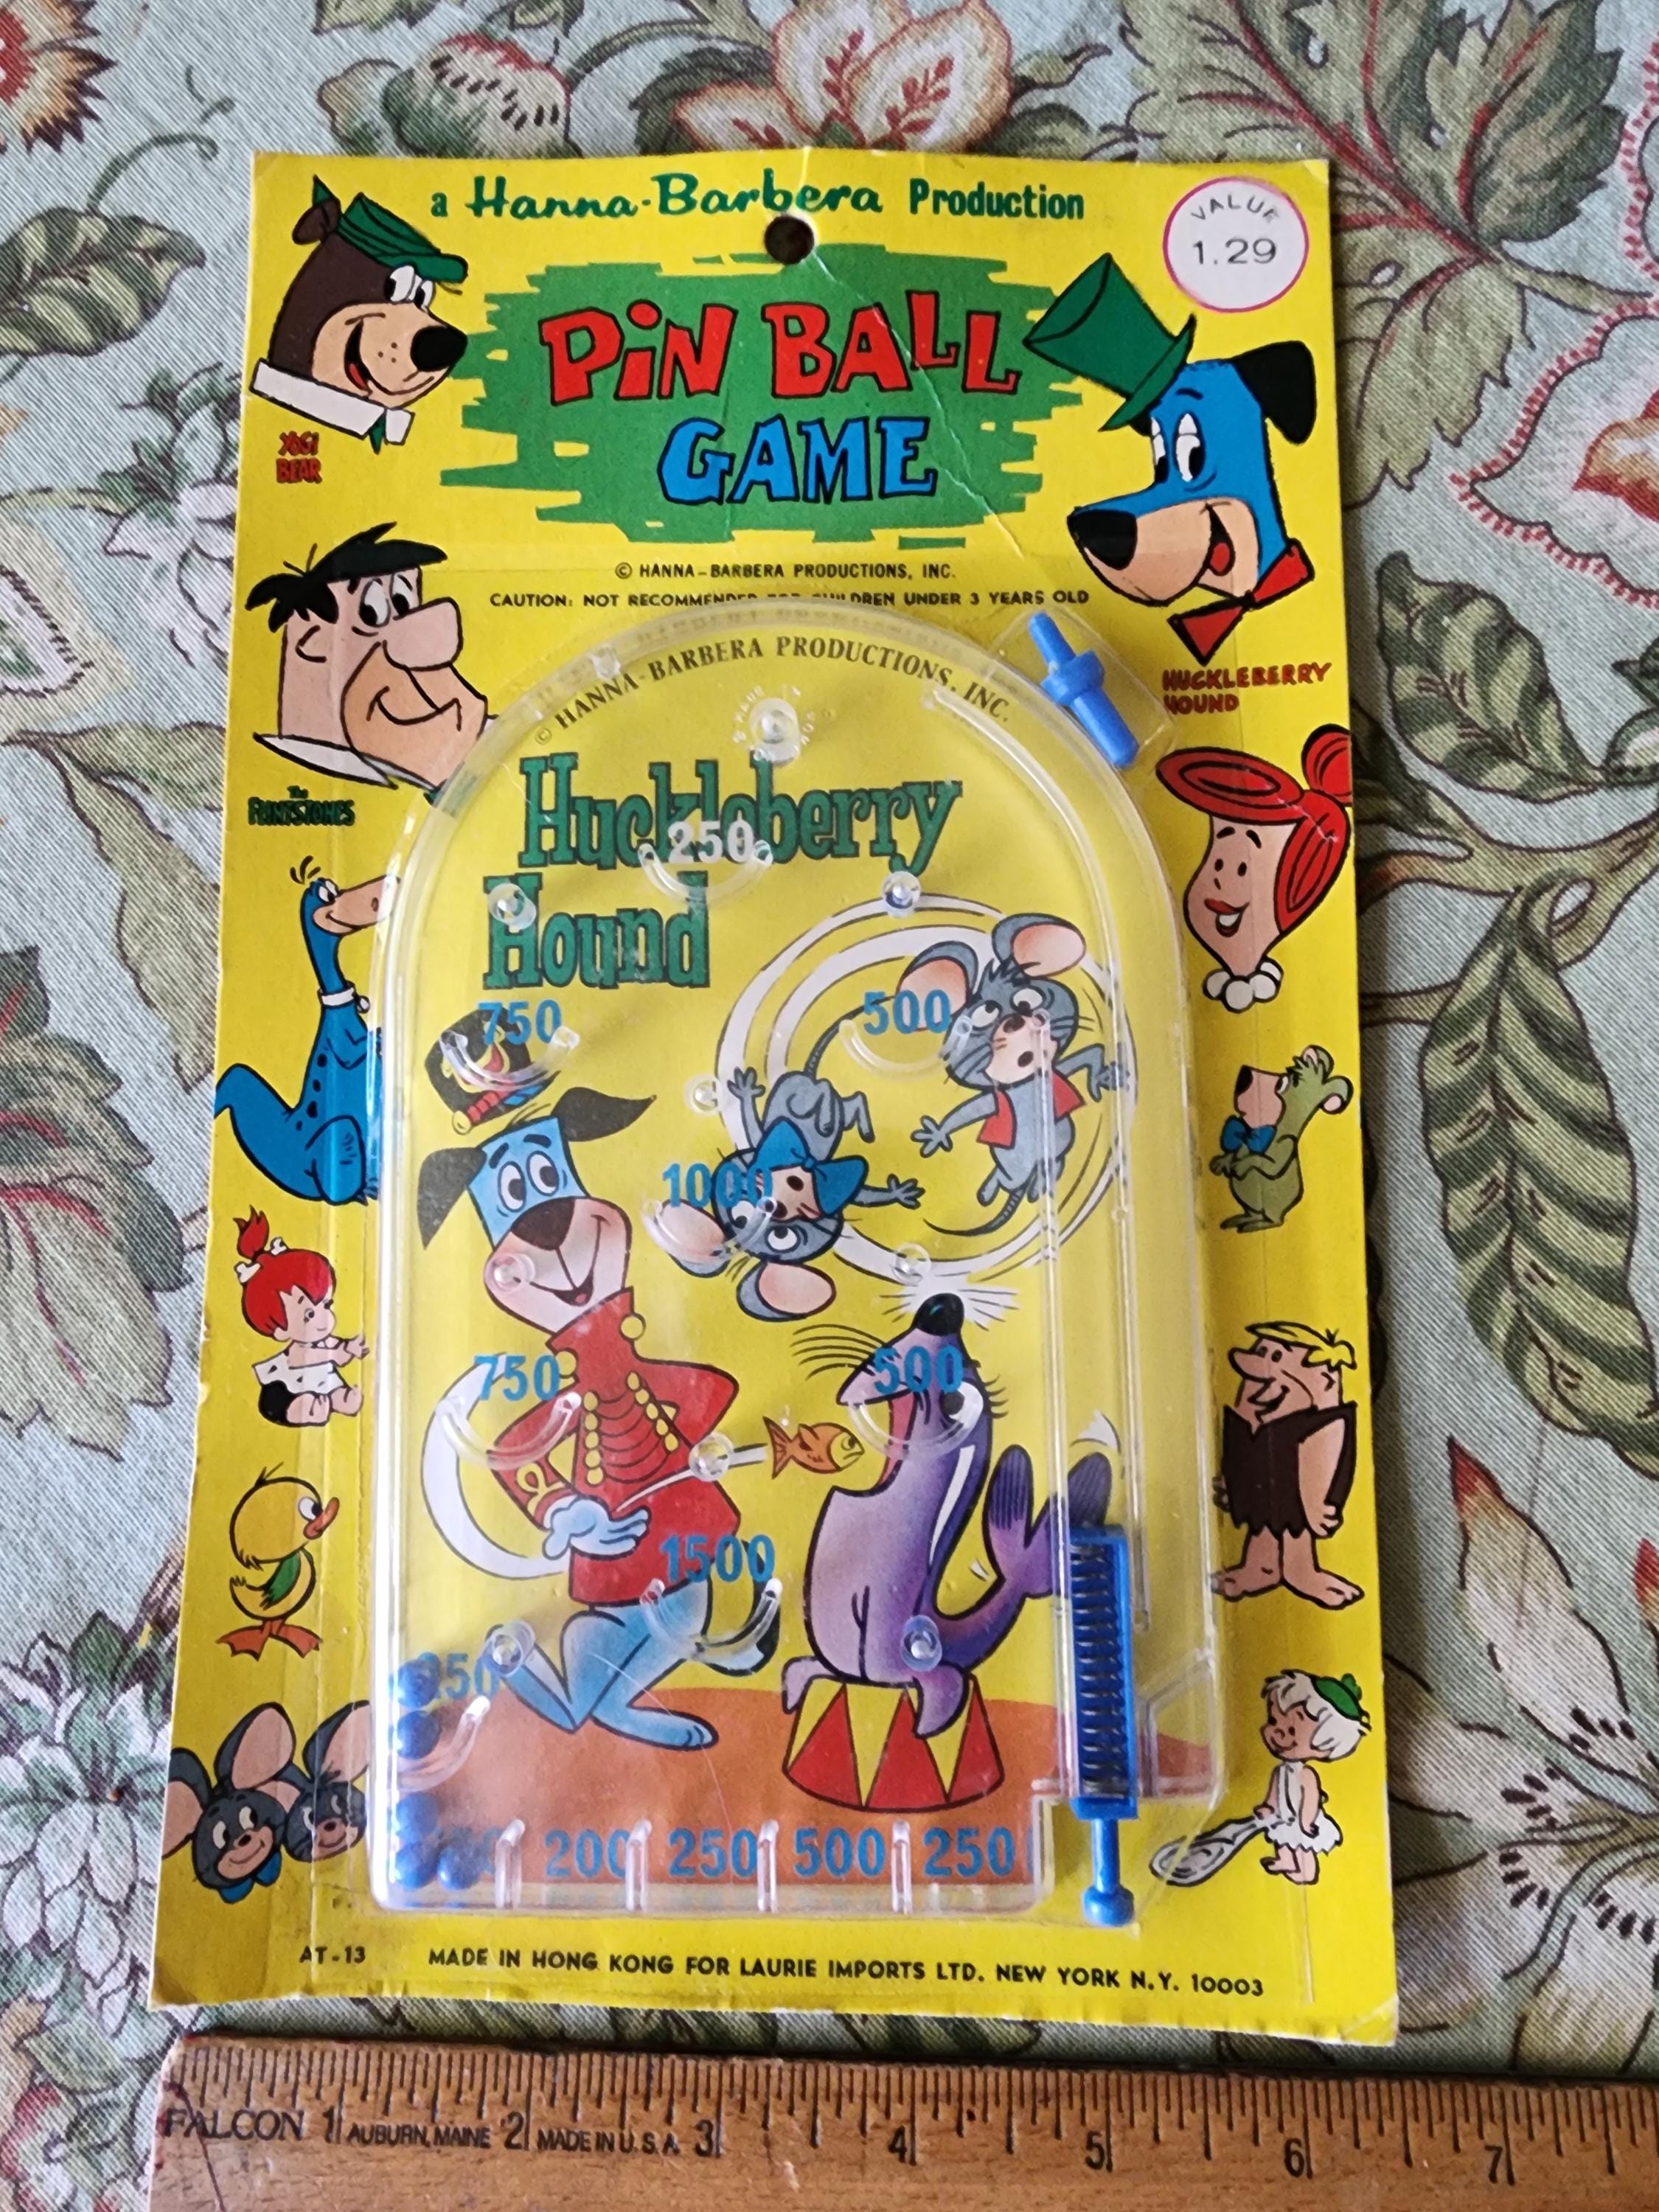 a Hanna-Barbera Production
VALUE
1.29
PIN BALL
GAME
YOGI
BEAR
© HANNA-BARBERA PRODUCTIONS, INC.
CAUTION: NOT RECOMMENDED FOR CHILDREN UNDER 3 YEARS OLD
© HANNA-BARBERA PRODUCTIONS, INC.
HUCKLEBERRY
HOUND
The
FLINTSTONES
Huckleberry
250
Hound
750
500
1000
750
500
1500
250
200 250 500 250
AT-13
MADE IN HONG KONG FOR LAURIE IMPORTS LTD. NEW YORK N.Y. 10003
FALCON 1 AUBURN, MAINE 2 MADE IN U.S.A. 3 4 5 6 7